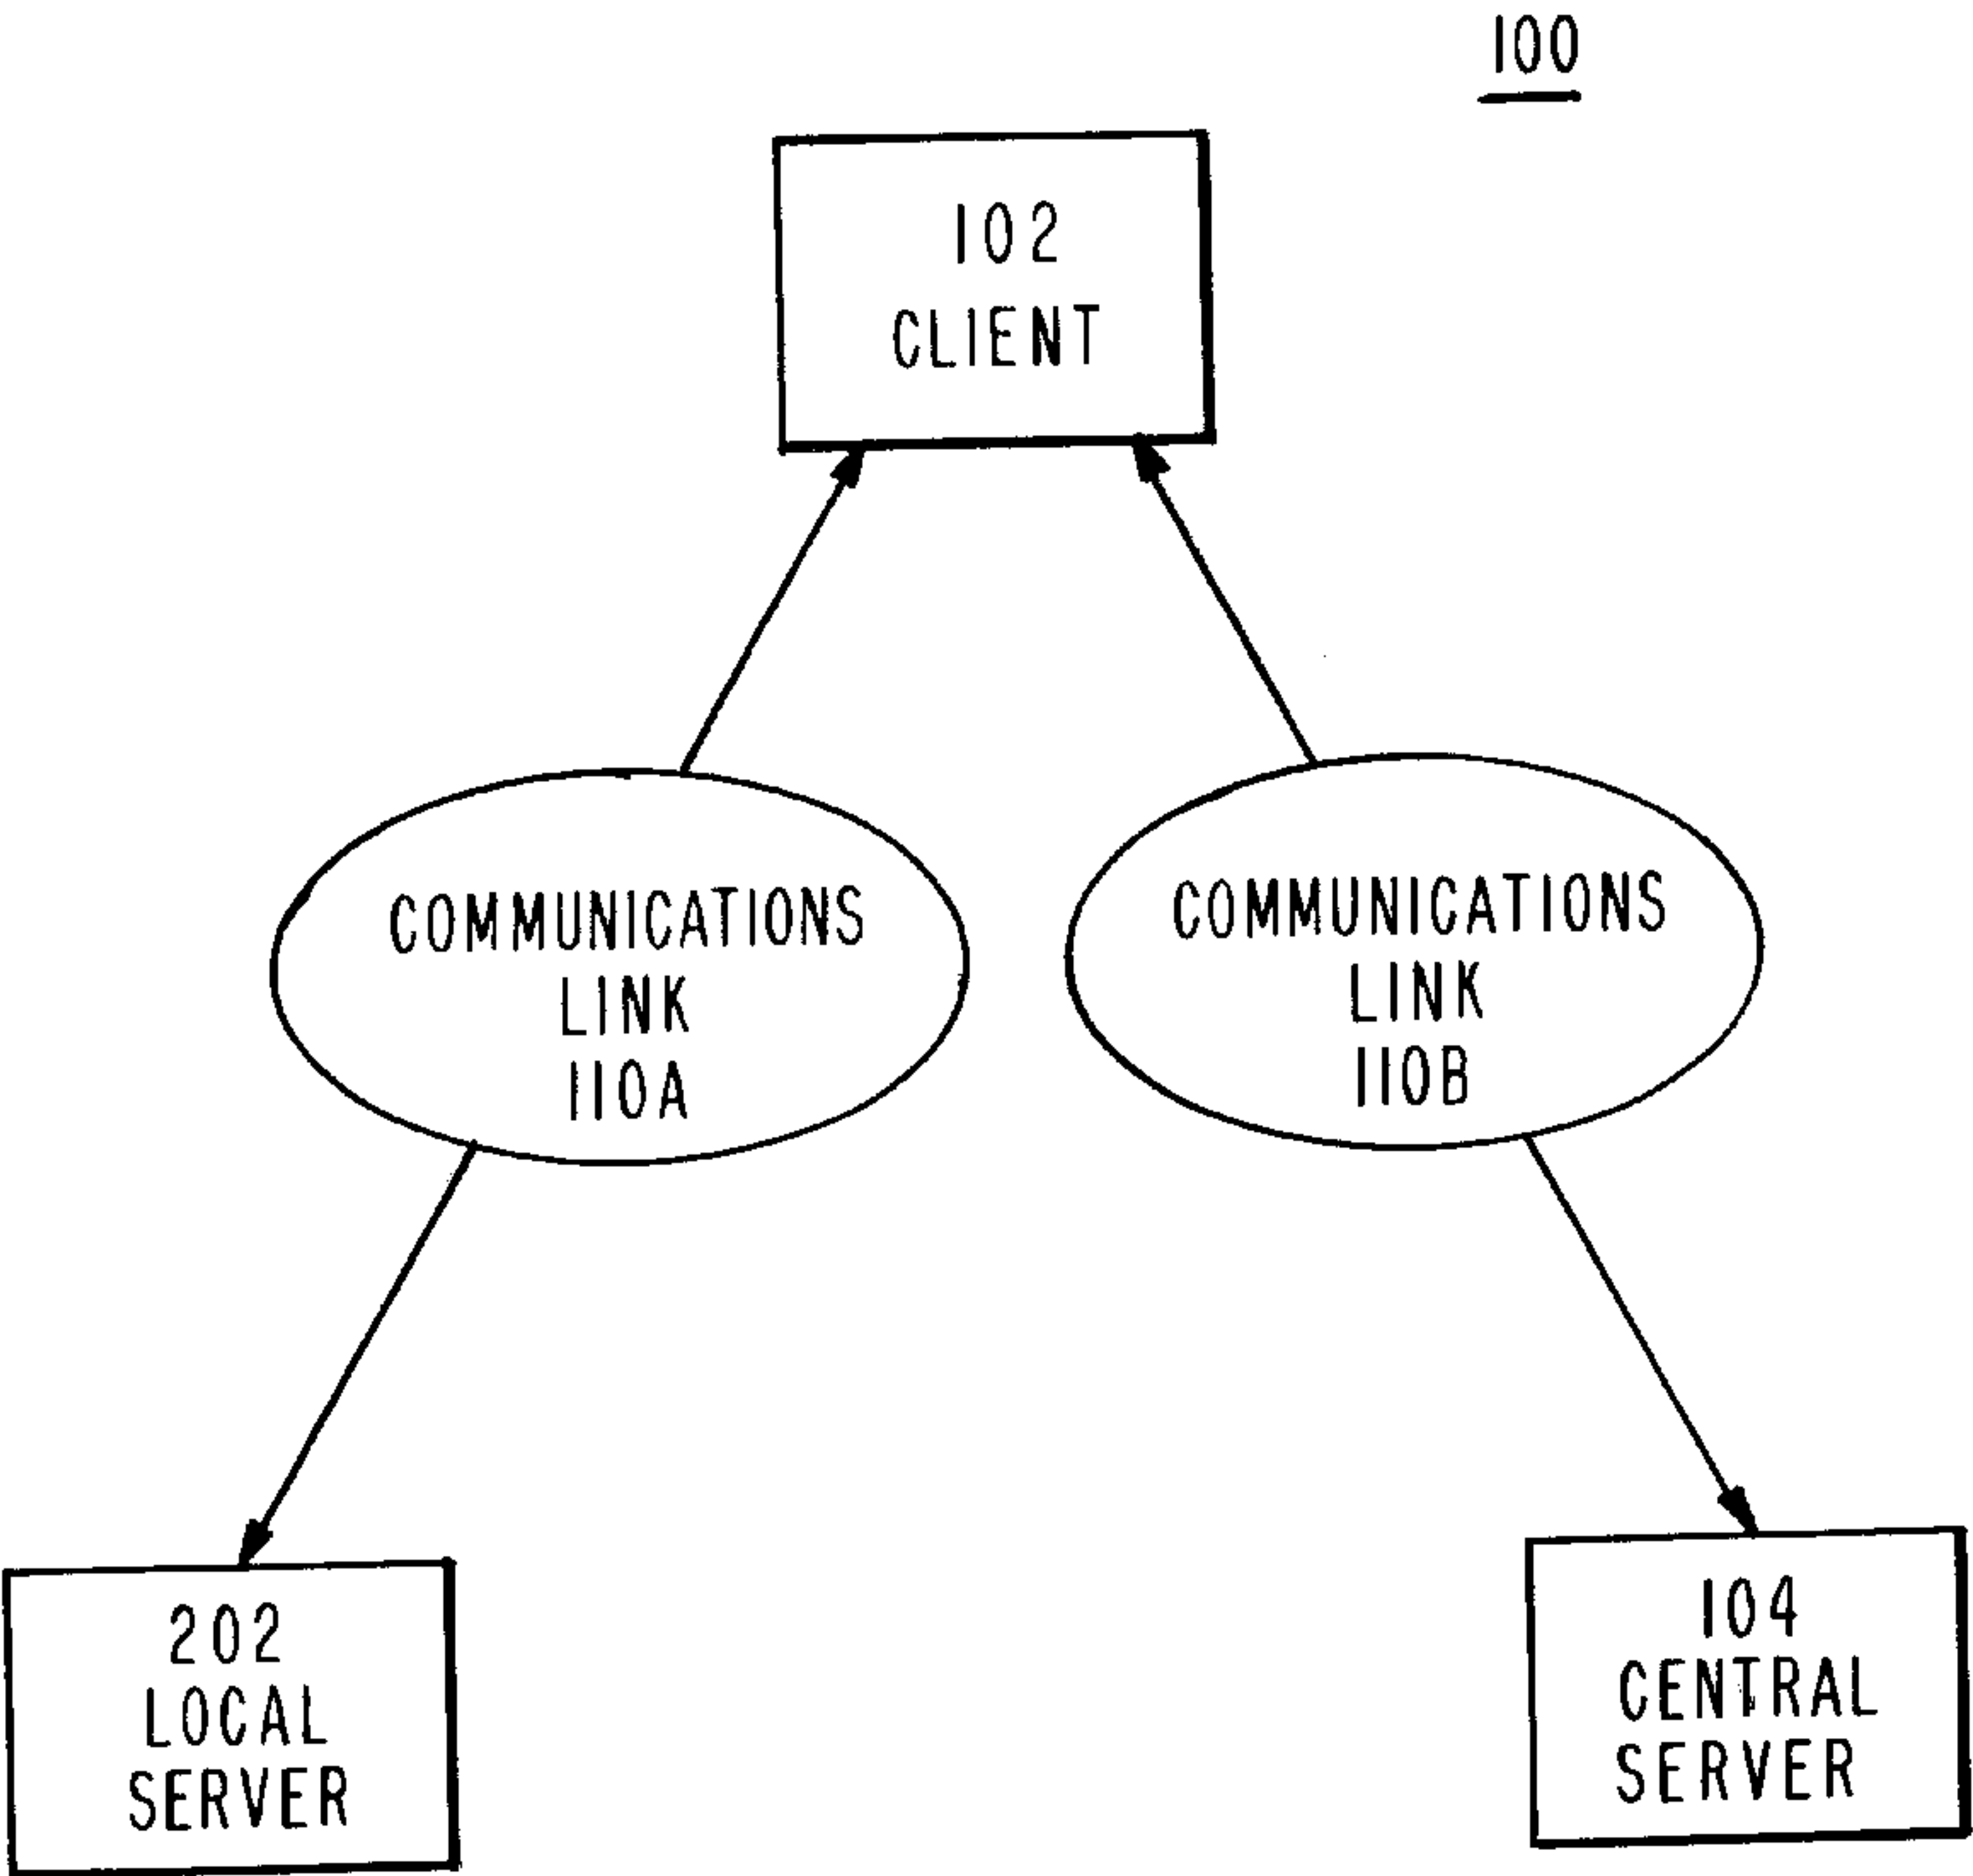 100
102
CLIENT
COMMUNICATIONS
LINK
110A
COMMUNICATIONS
LINK
110B
202
LOCAL
SERVER
104
CENTRAL
SERVER